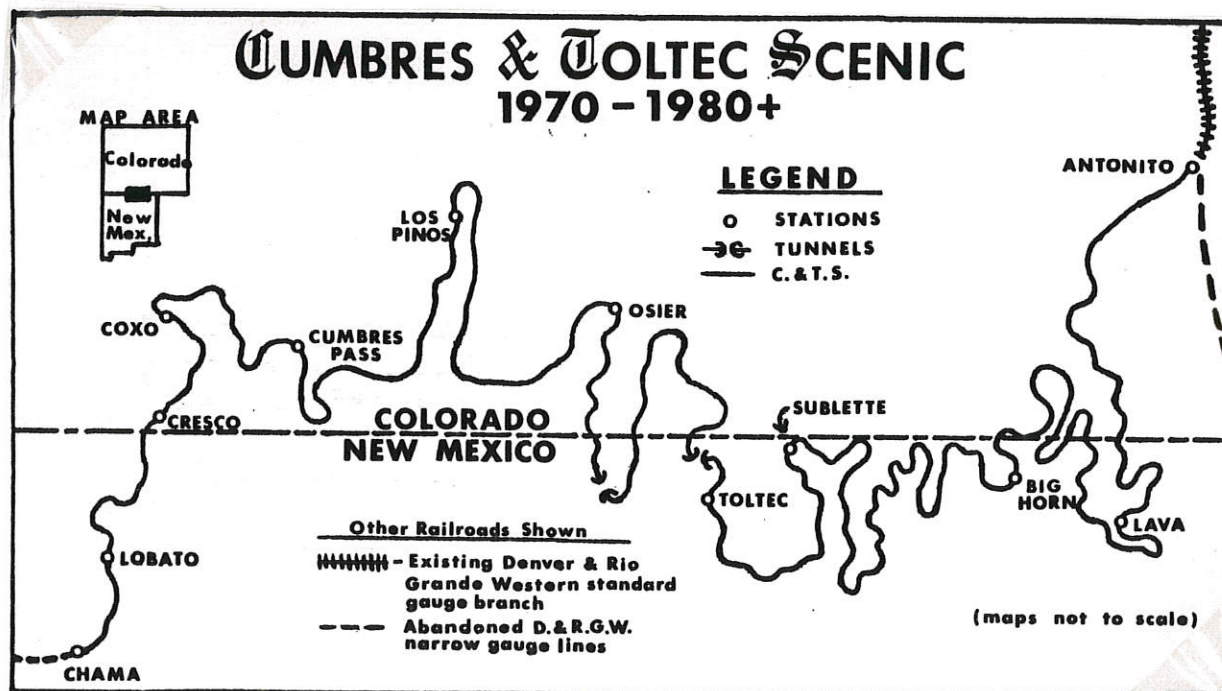 CUMBRES & TOLTEC SCENIC
1970 - 1980+
MAP AREA
Colorado
New
Mex.
LEGEND
STATIONS
TUNNELS
C.&T.S.
ANTONITO
LOS
PINOS
OSIER
COXO
CUMBRES
PASS
CRESCO
COLORADO
NEW MEXICO
SUBLETTE
TOLTEC
BIG
HORN
LAVA
LOBATO
CHAMA
Other Railroads Shown
- Existing Denver & Rio
Grande Western standard
gauge branch
Abandoned D.&R.G.W.
narrow gauge lines
(maps not to scale)